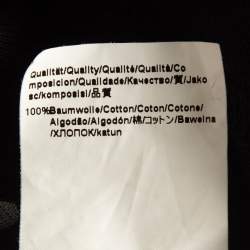 Qualität/Quality/Qualité/Qualità/Co
mposicion/Qualidade/Качество/質/Jako
sc/komposisi/品質
100%Baumwolle/Cotton/Coton/Cotone/
Algodão/Algodón/棉/コットン/Bawełna
/ХЛОПОК/katun